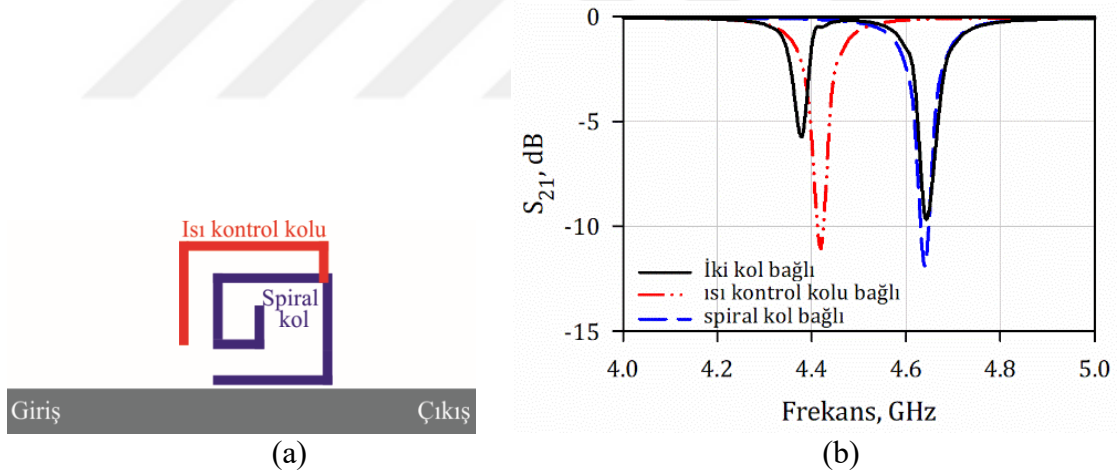 Isı kontrol kolu
Spiral
kol
Giriş
Çıkış
(a)
S21, dB
0
-5
-10
-15
İki kol bağlı
ısı kontrol kolu bağlı
spiral kol bağlı
4.0
4.2
4.4
4.6
4.8
5.0
Frekans, GHz
(b)